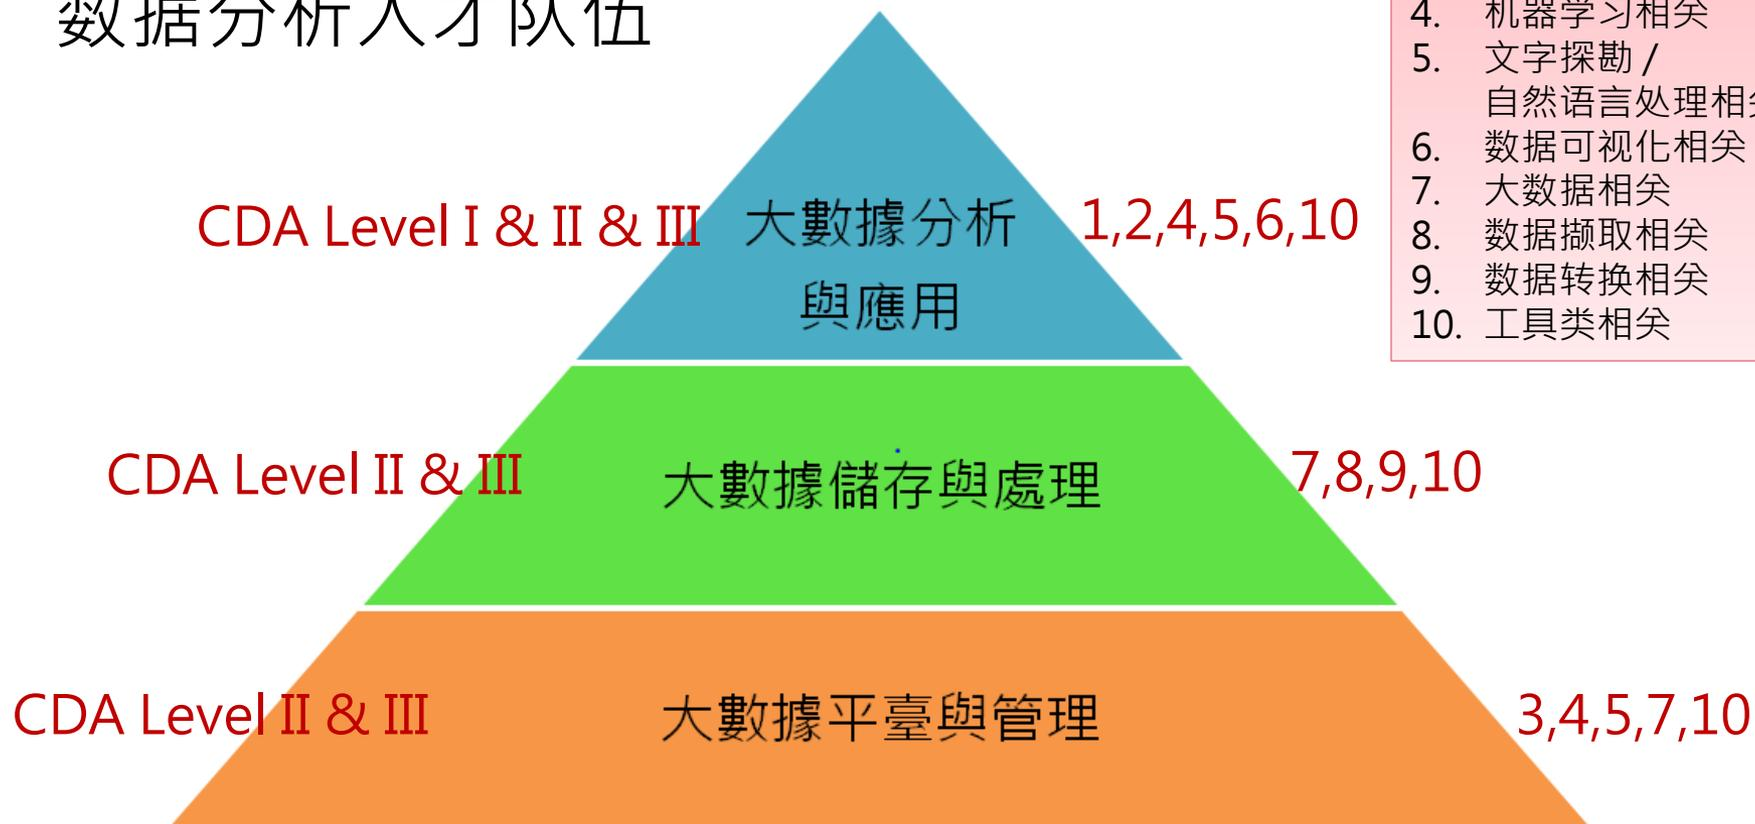 数据分析人才队伍
4. 机器学习相关
5. 文字探勘 /
自然语言处理相关
6. 数据可视化相关
7. 大数据相关
8. 数据撷取相关
9. 数据转换相关
10. 工具类相关
CDA Level I & II & III
大數據分析
與應用
1,2,4,5,6,10
CDA Level II & III
大數據儲存與處理
7,8,9,10
CDA Level II & III
大數據平臺與管理
3,4,5,7,10